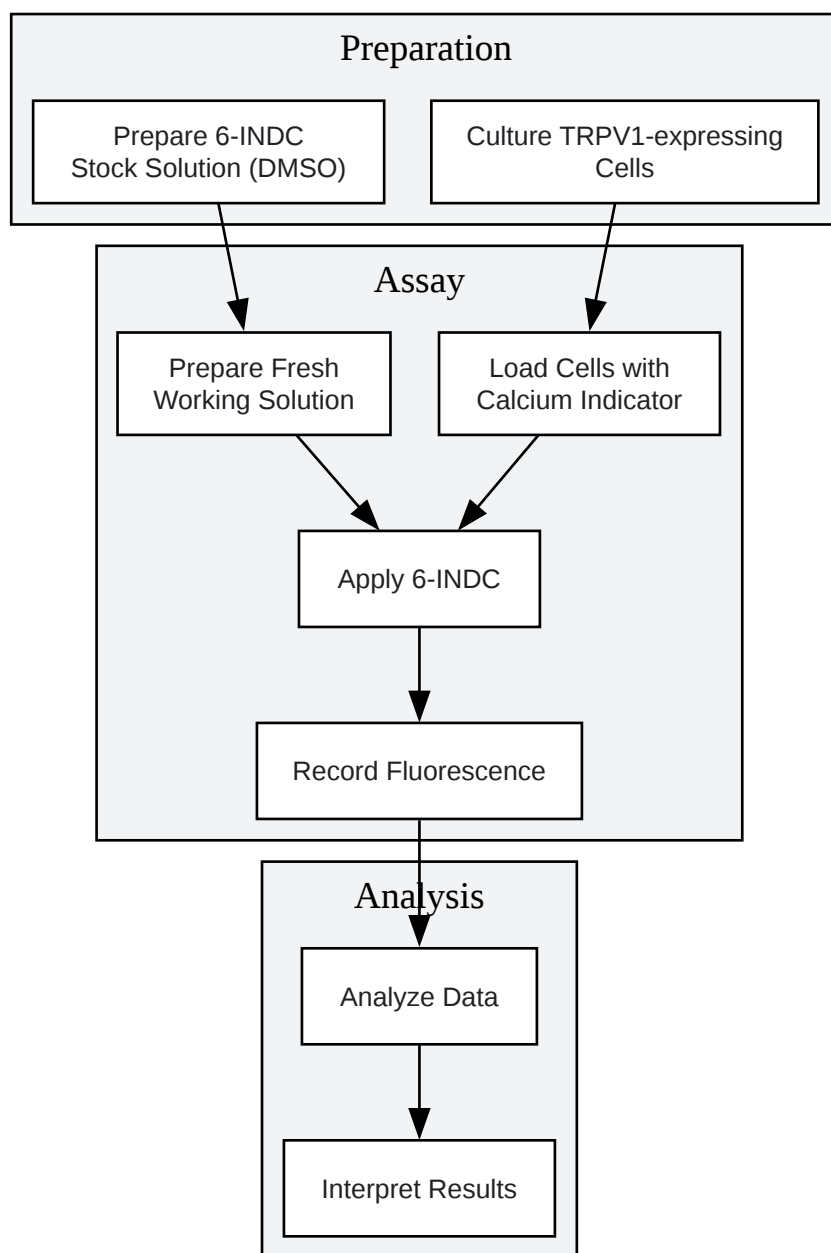 Preparation
Prepare 6-INDC
Stock Solution (DMSO)
Culture TRPV1-expressing
Cells
Assay
Prepare Fresh
Working Solution
Load Cells with
Calcium Indicator
Apply 6-INDC
Record Fluorescence
Analysis
Analyze Data
Interpret Results